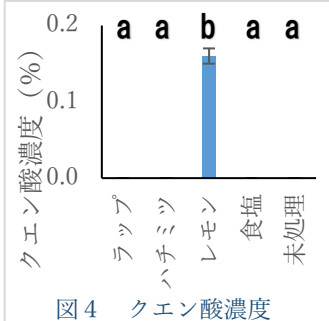 0.2
0.1
0.0
クエン酸濃度（%）
a a b a a
ラップ
ハチミツ
レモン
食塩
未処理
図４　クエン酸濃度